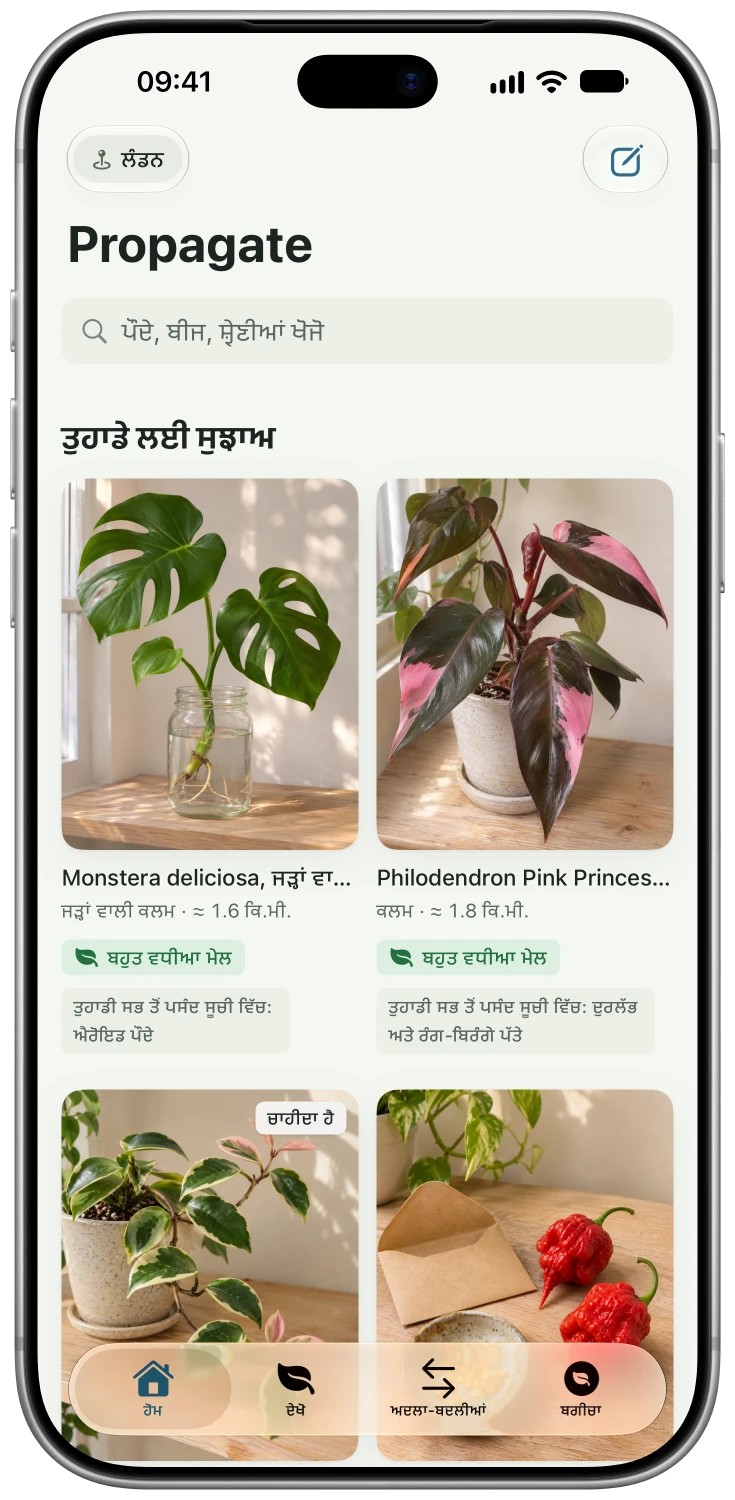 09:41
ਲੰਡਨ
Propagate
ਪੌਦੇ, ਬੀਜ, ਸ਼੍ਰੇਣੀਆਂ ਖੋਜੋ
ਤੁਹਾਡੇ ਲਈ ਸੁਝਾਅ
Monstera deliciosa, ਜੜ੍ਹਾਂ ਵਾ...
ਜੜ੍ਹਾਂ ਵਾਲੀ ਕਲਮ · ≈ 1.6 ਕਿ.ਮੀ.
ਬਹੁਤ ਵਧੀਆ ਮੇਲ
ਤੁਹਾਡੀ ਸਭ ਤੋਂ ਪਸੰਦ ਸੂਚੀ ਵਿੱਚ:
ਐਰੋਇਡ ਪੌਦੇ
Philodendron Pink Princes...
ਕਲਮ · ≈ 1.8 ਕਿ.ਮੀ.
ਬਹੁਤ ਵਧੀਆ ਮੇਲ
ਤੁਹਾਡੀ ਸਭ ਤੋਂ ਪਸੰਦ ਸੂਚੀ ਵਿੱਚ: ਦੁਰਲੱਭ
ਅਤੇ ਰੰਗ-ਬਿਰੰਗੇ ਪੱਤੇ
ਚਾਹੀਦਾ ਹੈ
ਹੋਮ
ਦੇਖੋ
ਅਦਲਾ-ਬਦਲੀਆਂ
ਬਗੀਚਾ